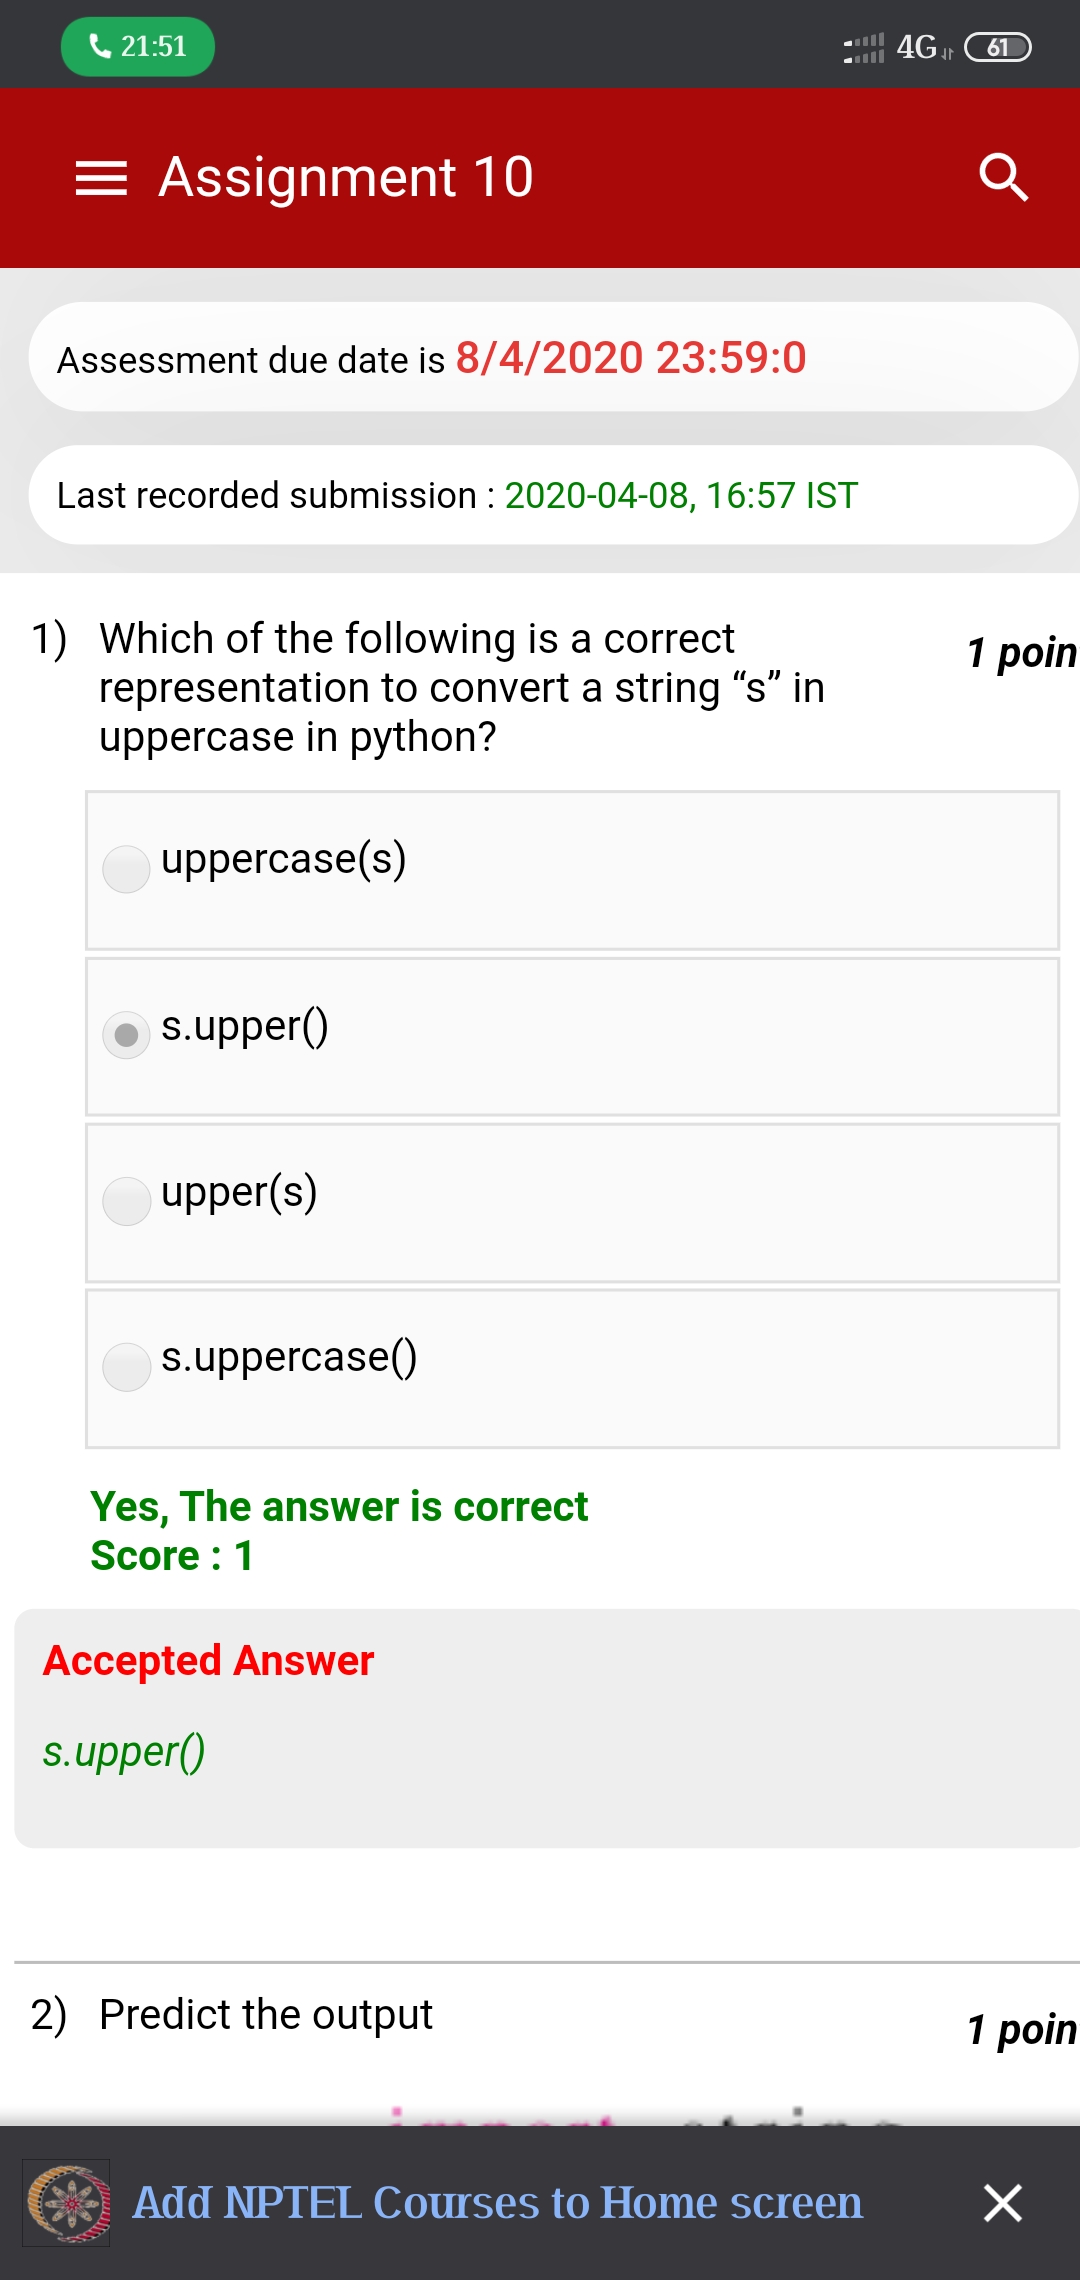 21:51
4G
61
Assignment 10
Assessment due date is 8/4/2020 23:59:0
Last recorded submission : 2020-04-08, 16:57 IST
1) Which of the following is a correct
1 poin
representation to convert a string “s” in
uppercase in python?
uppercase(s)
s.upper()
upper(s)
s.uppercase()
Yes, The answer is correct
Score : 1
Accepted Answer
s.upper()
2) Predict the output
1 poin
Add NPTEL Courses to Home screen